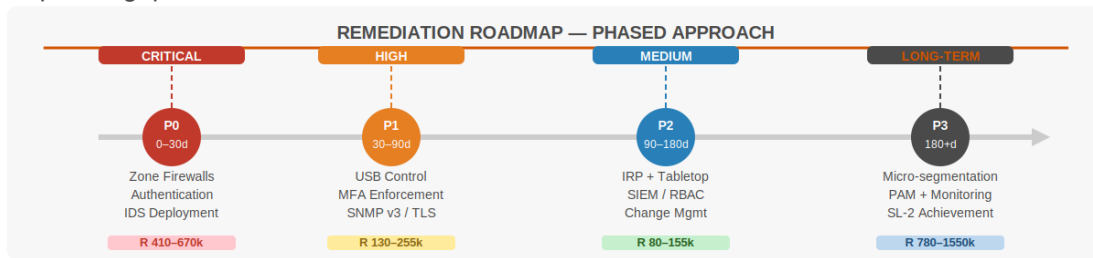 REMEDIATION ROADMAP — PHASED APPROACH
CRITICAL
HIGH
MEDIUM
LONG-TERM
P0
0–30d
P1
30–90d
P2
90–180d
P3
180+d
Zone Firewalls
Authentication
IDS Deployment
USB Control
MFA Enforcement
SNMP v3 / TLS
IRP + Tabletop
SIEM / RBAC
Change Mgmt
Micro-segmentation
PAM + Monitoring
SL-2 Achievement
R 410–670k
R 130–255k
R 80–155k
R 780–1550k